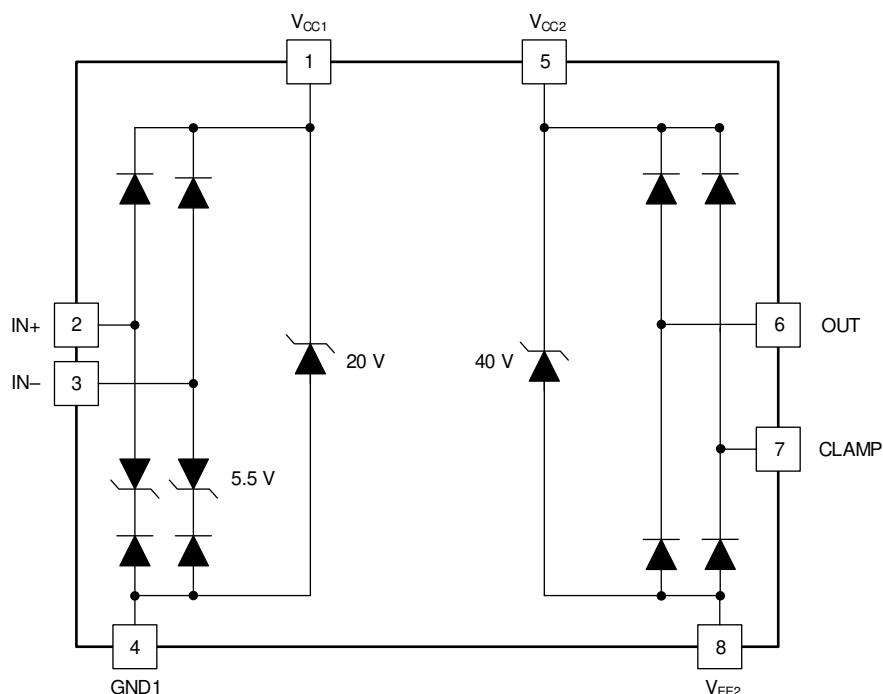 VCC1
VCC2
1
5
IN+
2
IN–
3
20 V
40 V
6
OUT
7
CLAMP
5.5 V
4
8
GND1
VEE2